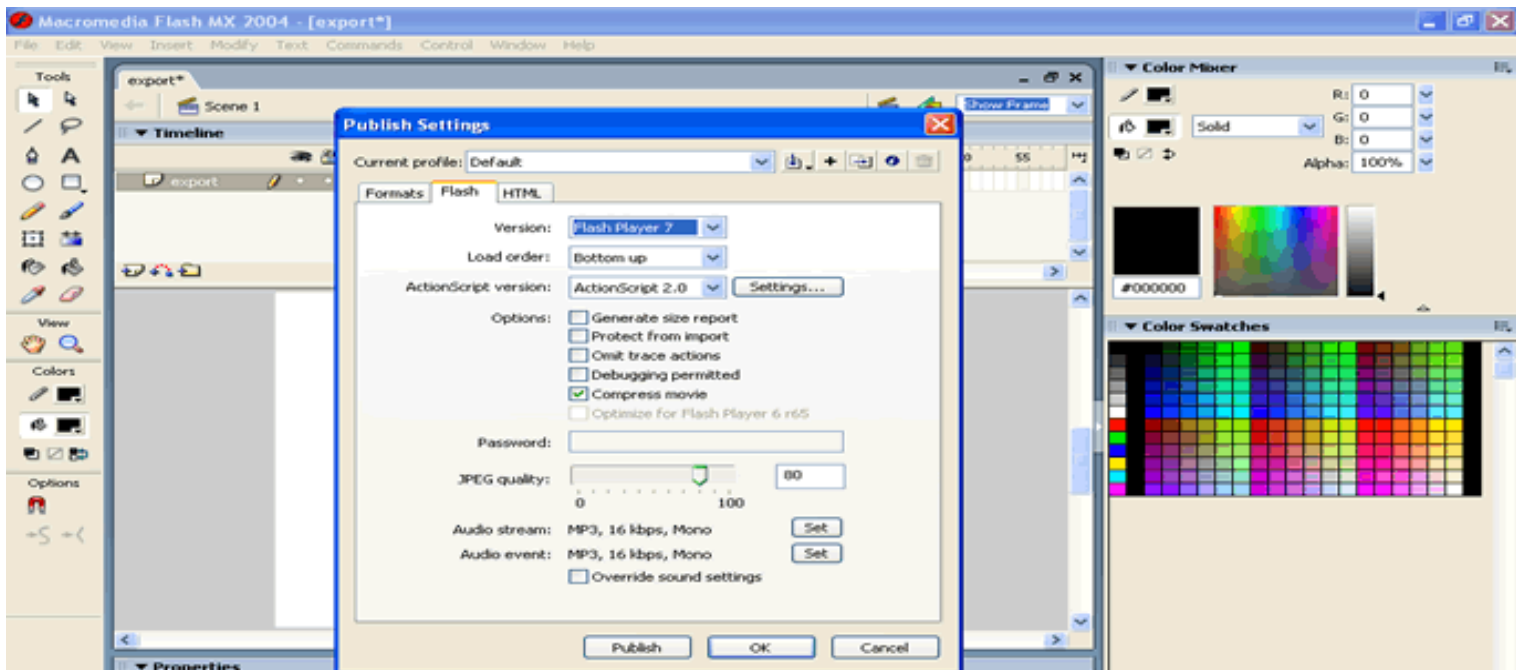 Macromedia Flash MX 2004 - [export*]
File Edit View Insert Modify Text Commands Control Window Help
Tools
View
Colors
Options
export*
Scene 1
Show Frame
Timeline
55
export
Properties
Publish Settings
Current profile: Default
Formats Flash HTML
Version: Flash Player 7
Load order: Bottom up
ActionScript version: ActionScript 2.0 Settings...
Options: Generate size report
Protect from import
Omit trace actions
Debugging permitted
Compress movie
Optimize for Flash Player 6 r65
Password:
JPEG quality: 80
0 100
Audio stream: MP3, 16 kbps, Mono Set
Audio event: MP3, 16 kbps, Mono Set
Override sound settings
Publish OK Cancel
Color Mixer
R: 0
Solid G: 0
B: 0
Alpha: 100%
#000000
Color Swatches